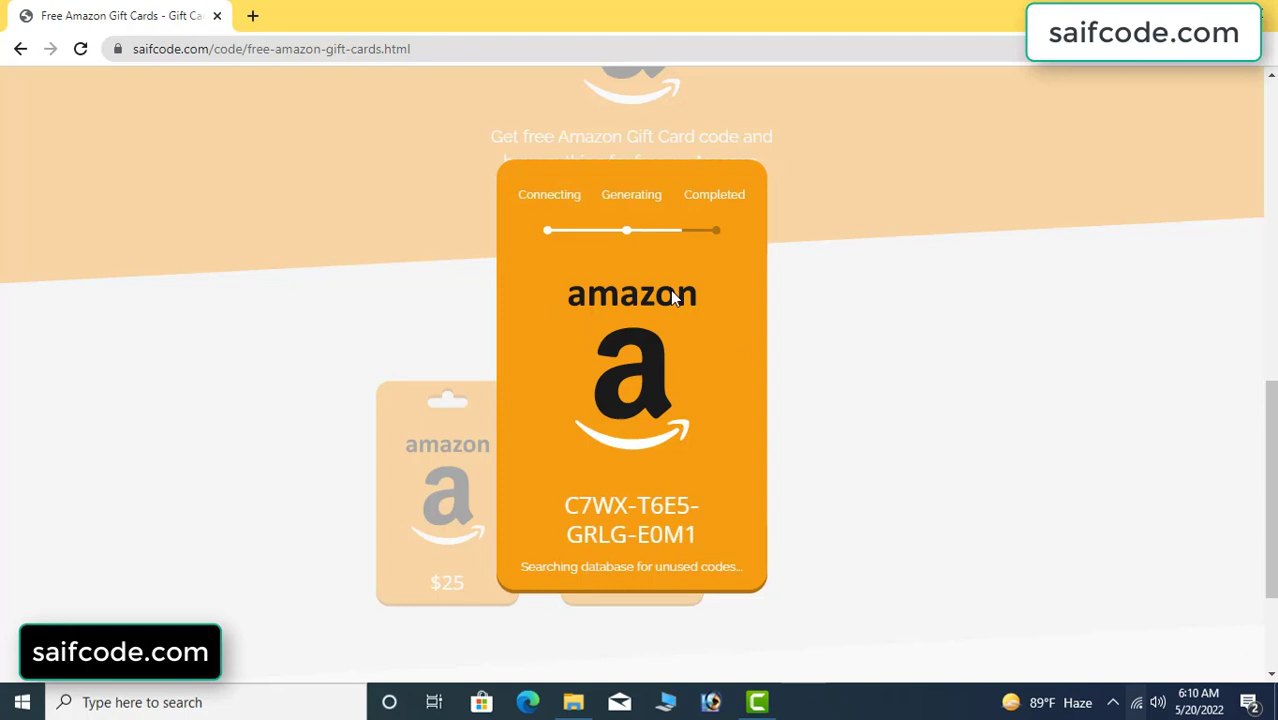 Free Amazon Gift Cards - Gift Ca
saifcode.com/code/free-amazon-gift-cards.html
saifcode.com
Get free Amazon Gift Card code and
Connecting Generating Completed
amazon
a
C7WX-T6E5-
GRLG-E0M1
Searching database for unused codes...
amazon
a
$25
saifcode.com
Type here to search
89°F Haze
6:10 AM
5/20/2022
2